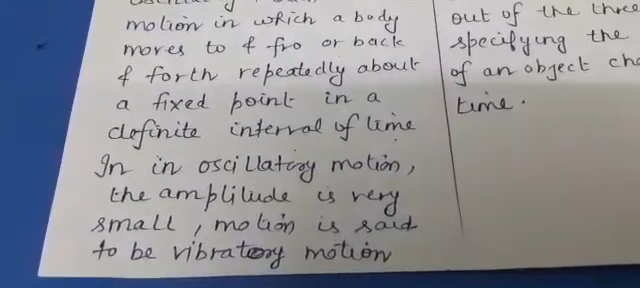 motion in which a body
moves to & fro or back
& forth repeatedly about
a fixed point in a
definite interval of time
In in oscillatory motion,
the amplitude is very
small, motion is said
to be vibratory motion
out of the three
specifying the
of an object cha
time.